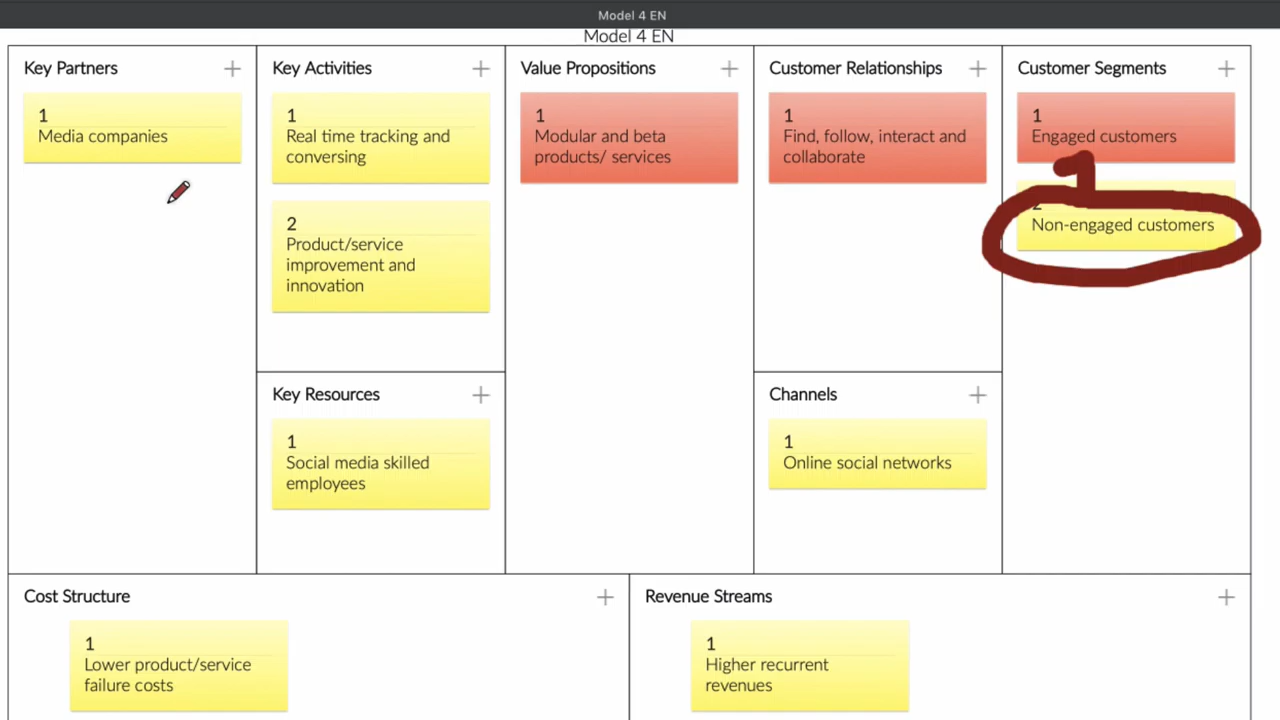 Model 4 EN
Model 4 EN
Key Partners
1
Media companies
Key Activities
1
Real time tracking and
conversing
2
Product/service
improvement and
innovation
Key Resources
1
Social media skilled
employees
Value Propositions
1
Modular and beta
products/ services
Customer Relationships
1
Find, follow, interact and
collaborate
Channels
1
Online social networks
Customer Segments
1
Engaged customers
1
2
Non-engaged customers
Cost Structure
1
Lower product/service
failure costs
Revenue Streams
1
Higher recurrent
revenues